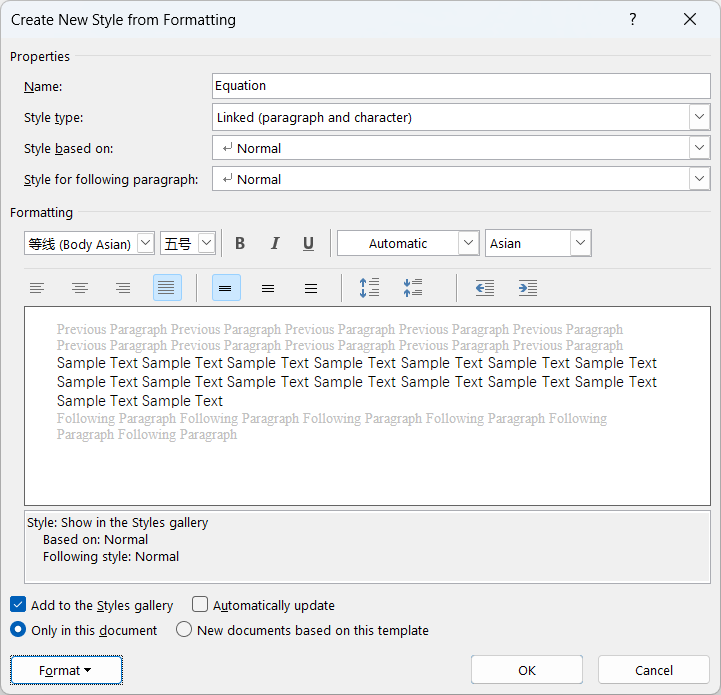 Create New Style from Formatting ?
Properties
Name: Equation
Style type: Linked (paragraph and character)
Style based on: ↵ Normal
Style for following paragraph: ↵ Normal
Formatting
等线 (Body Asian) 五号 B I U Automatic Asian
Previous Paragraph Previous Paragraph Previous Paragraph Previous Paragraph Previous Paragraph
Previous Paragraph Previous Paragraph Previous Paragraph Previous Paragraph Previous Paragraph
Sample Text Sample Text Sample Text Sample Text Sample Text Sample Text Sample Text
Sample Text Sample Text Sample Text Sample Text Sample Text Sample Text Sample Text
Sample Text Sample Text
Following Paragraph Following Paragraph Following Paragraph Following Paragraph Following
Paragraph Following Paragraph
Style: Show in the Styles gallery
Based on: Normal
Following style: Normal
Add to the Styles gallery Automatically update
Only in this document New documents based on this template
Format OK Cancel